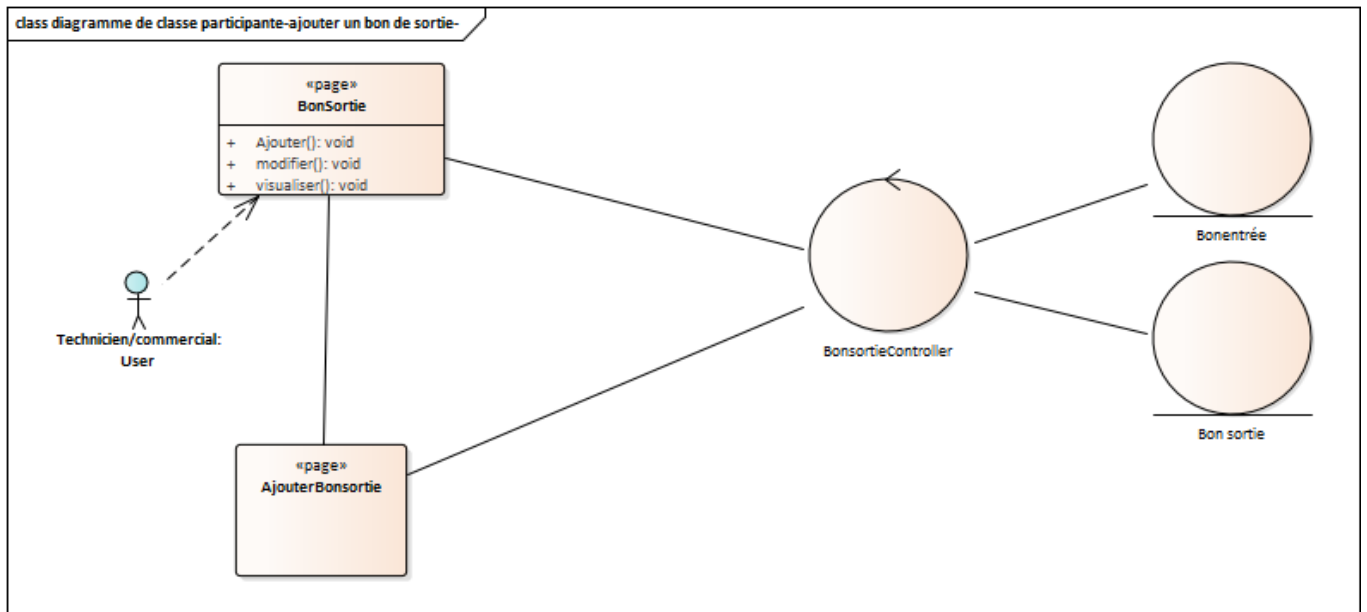 class diagramme de classe participante-ajouter un bon de sortie-
«page»
BonSortie
+ Ajouter(): void
+ modifier(): void
+ visualiser(): void
Technicien/commercial:
User
«page»
AjouterBonsortie
BonsortieController
Bonentrée
Bon sortie